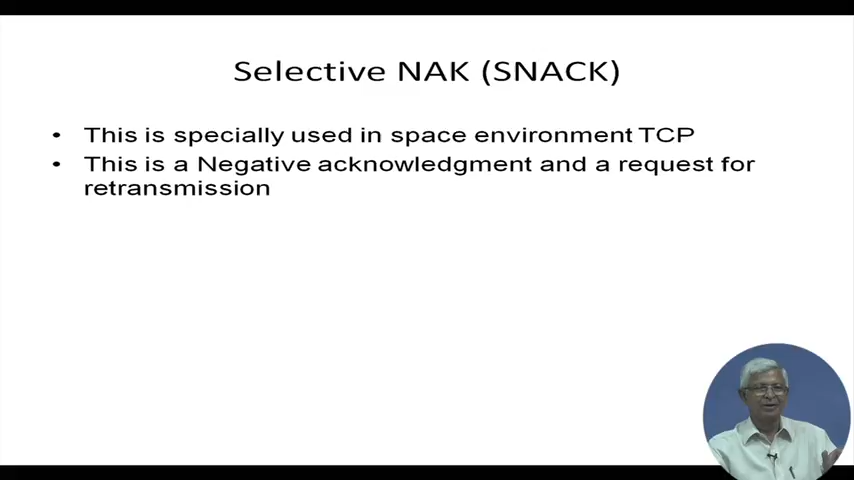 Selective NAK (SNACK)
• This is specially used in space environment TCP
• This is a Negative acknowledgment and a request for
retransmission